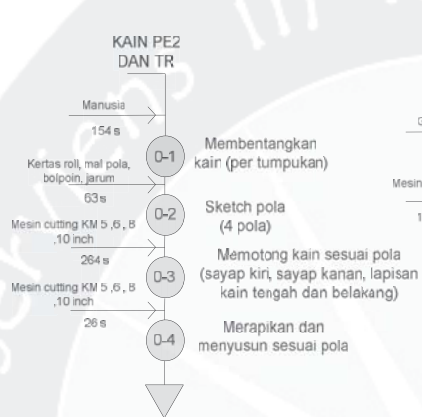 KAIN PE2
DAN TR
Manusia
154 s
O-1
Membentangkan
kain (per tumpukan)
Kertas roll, mal pola,
bolpoin, jarum
63 s
O-2
Sketch pola
(4 pola)
Mesin cutting KM 5 ,6 , 8
,10 inch
264 s
O-3
Memotong kain sesuai pola
(sayap kiri, sayap kanan, lapisan
kain tengah dan belakang)
Mesin cutting KM 5 ,6 , 8
,10 inch
26 s
O-4
Merapikan dan
menyusun sesuai pola
Mesin